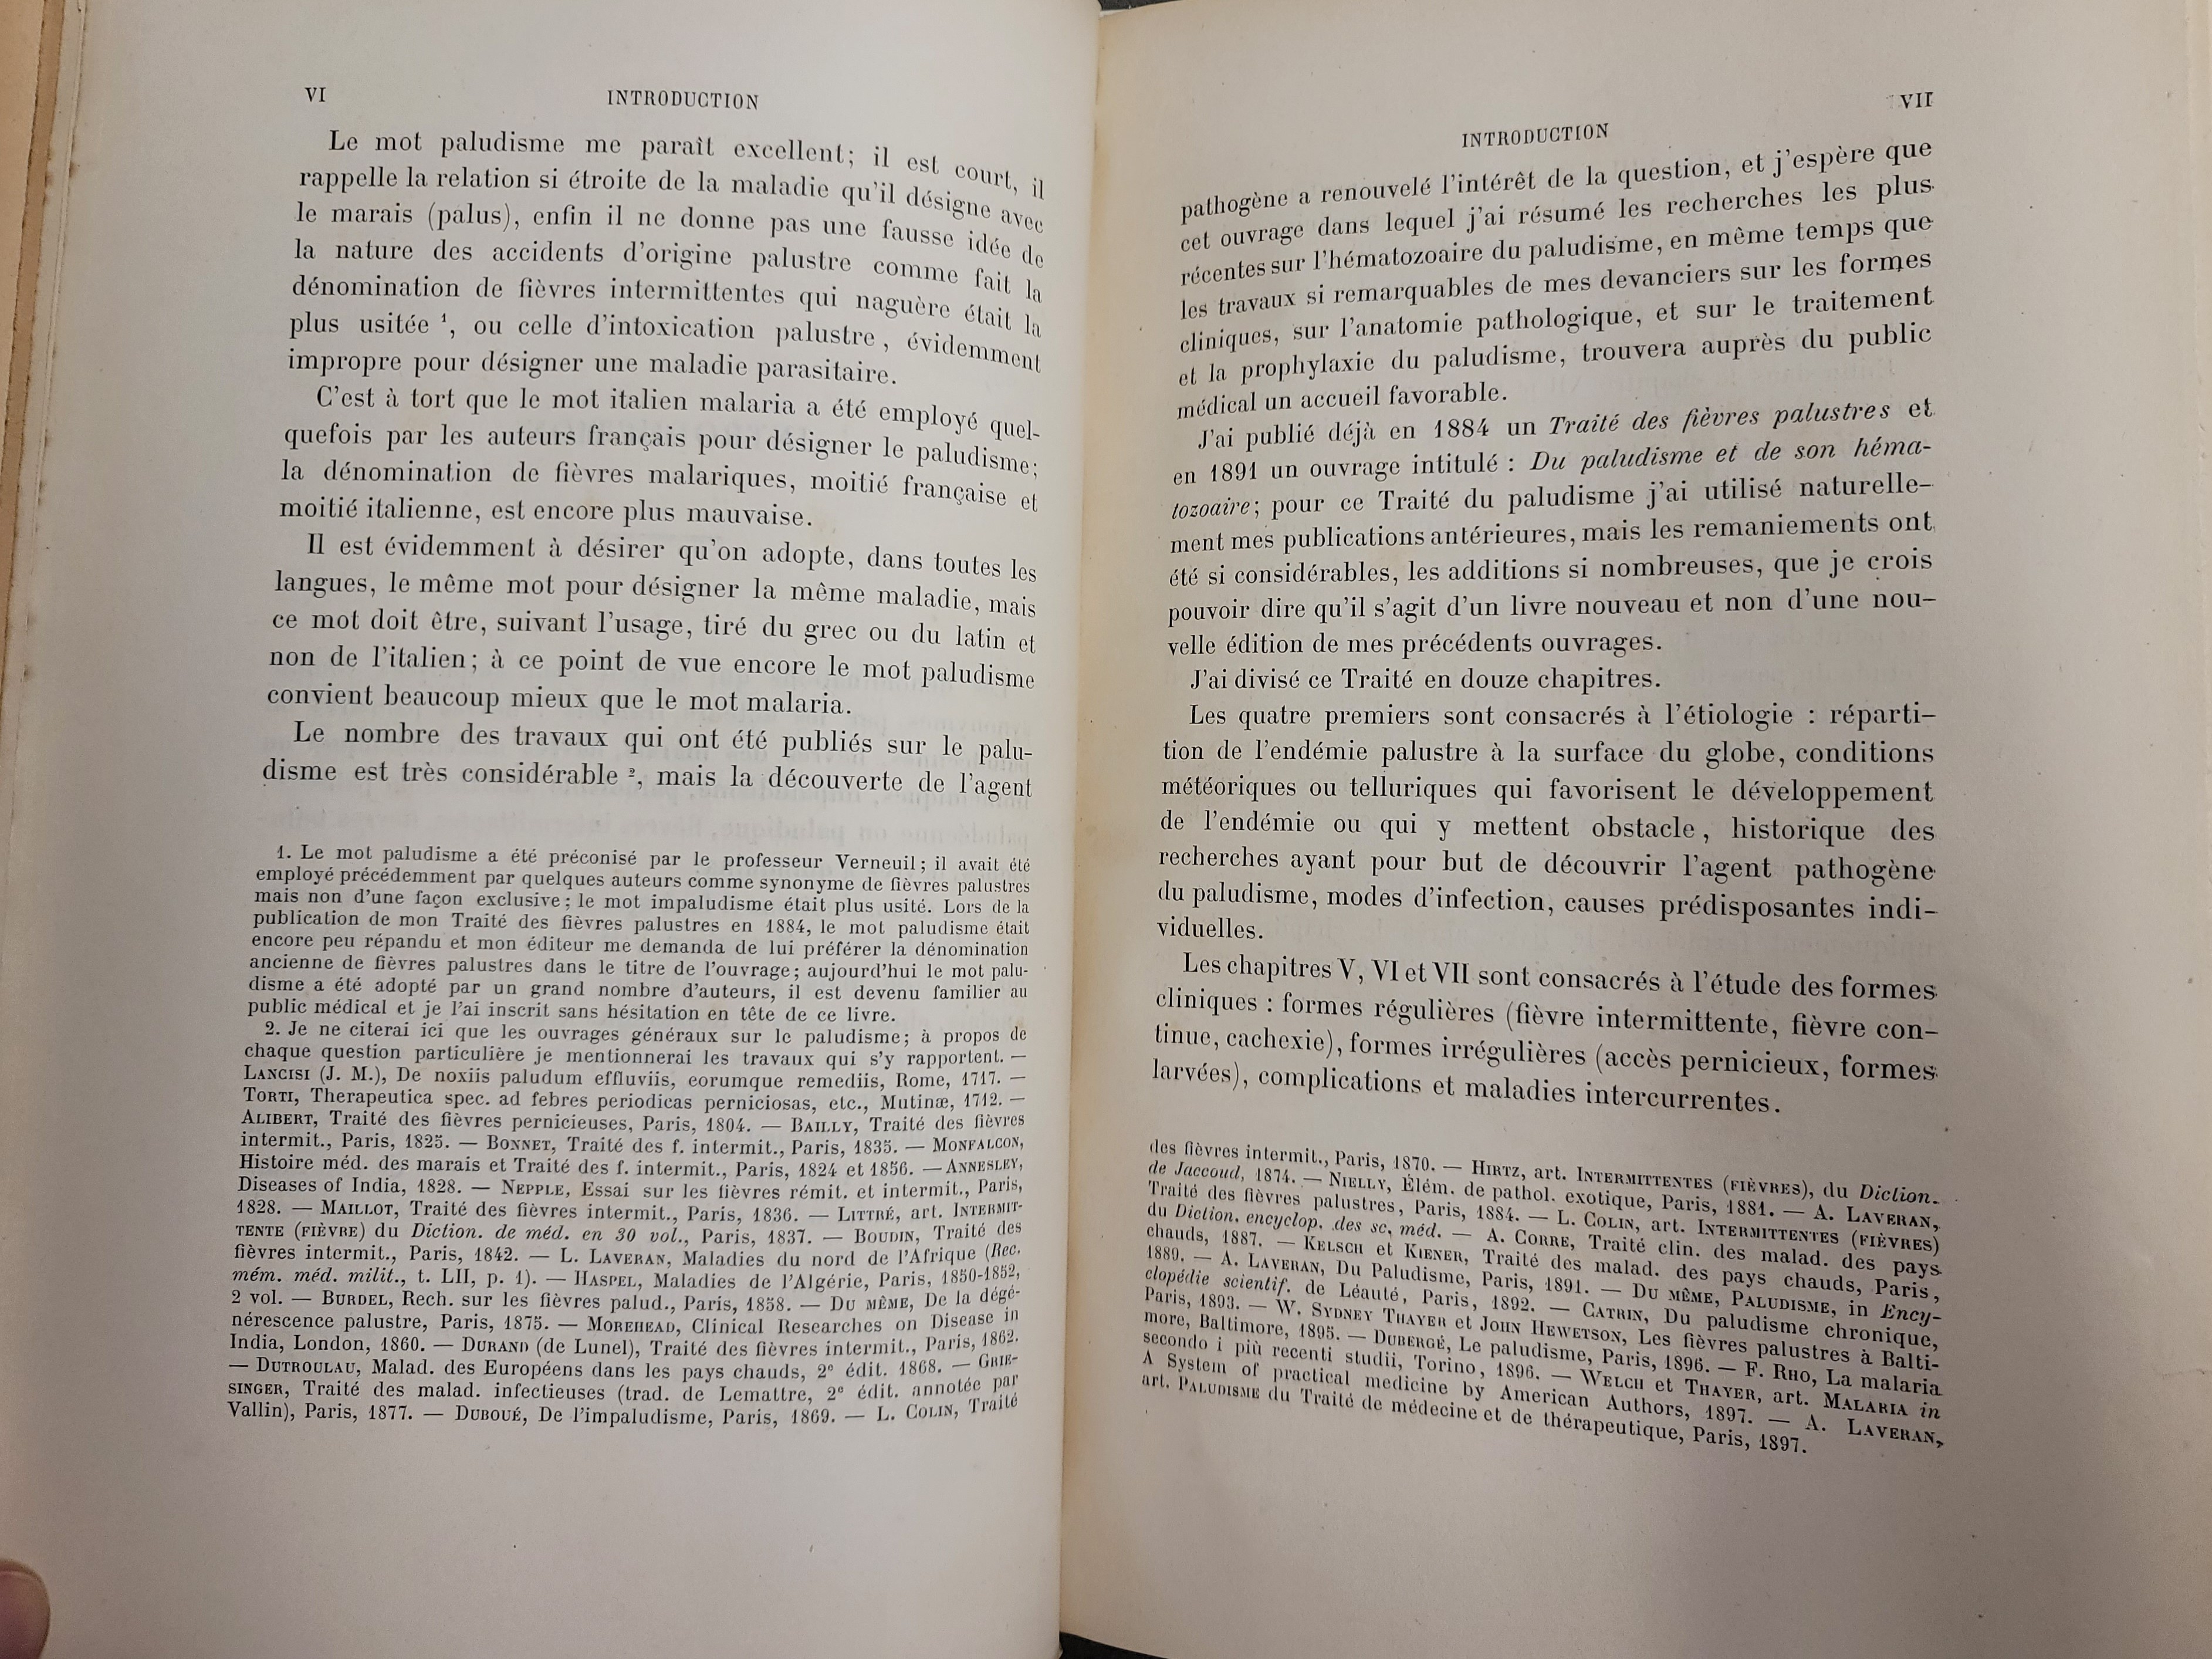 VI
INTRODUCTION
Le mot paludisme me paraît excellent; il est court, il
rappelle la relation si étroite de la maladie qu'il désigne avec
le marais (palus), enfin il ne donne pas une fausse idée de
la nature des accidents d'origine palustre comme fait la
dénomination de fièvres intermittentes qui naguère était la
plus usitée ¹, ou celle d'intoxication palustre, évidemment
impropre pour désigner une maladie parasitaire.
C'est à tort que le mot italien malaria a été employé quel-
quefois par les auteurs français pour désigner le paludisme;
la dénomination de fièvres malariques, moitié française et
moitié italienne, est encore plus mauvaise.
Il est évidemment à désirer qu'on adopte, dans toutes les
langues, le même mot pour désigner la même maladie, mais
ce mot doit être, suivant l'usage, tiré du grec ou du latin et
non de l'italien; à ce point de vue encore le mot paludisme
convient beaucoup mieux que le mot malaria.
Le nombre des travaux qui ont été publiés sur le palu-
disme est très considérable ², mais la découverte de l'agent
1. Le mot paludisme a été préconisé par le professeur Verneuil; il avait été
employé précédemment par quelques auteurs comme synonyme de fièvres palustres
mais non d'une façon exclusive; le mot impaludisme était plus usité. Lors de la
publication de mon Traité des fièvres palustres en 1884, le mot paludisme était
encore peu répandu et mon éditeur me demanda de lui préférer la dénomination
ancienne de fièvres palustres dans le titre de l'ouvrage; aujourd'hui le mot palu-
disme a été adopté par un grand nombre d'auteurs, il est devenu familier au
public médical et je l'ai inscrit sans hésitation en tête de ce livre.
2. Je ne citerai ici que les ouvrages généraux sur le paludisme; à propos de
chaque question particulière je mentionnerai les travaux qui s'y rapportent. —
LANCISI (J. M.), De noxiis paludum effluviis, eorumque remediis, Rome, 1717. —
TORTI, Therapeutica spec. ad febres periodicas perniciosas, etc., Mutinæ, 1712. —
ALIBERT, Traité des fièvres pernicieuses, Paris, 1804. — BAILLY, Traité des fièvres
intermit., Paris, 1825. — BONNET, Traité des f. intermit., Paris, 1835. — MONFALCON,
Histoire méd. des marais et Traité des f. intermit., Paris, 1824 et 1856. — ANNESLEY,
Diseases of India, 1828. — NEPPLE, Essai sur les fièvres rémit. et intermit., Paris,
1828. — MAILLOT, Traité des fièvres intermit., Paris, 1836. — LITTRÉ, art. INTERMIT-
TENTE (FIÈVRE) du Diction. de méd. en 30 vol., Paris, 1837. — BOUDIN, Traité des
fièvres intermit., Paris, 1842. — L. LAVERAN, Maladies du nord de l'Afrique (Rec.
mém. méd. milit., t. LII, p. 1). — HASPEL, Maladies de l'Algérie, Paris, 1850-1852,
2 vol. — BURDEL, Rech. sur les fièvres palud., Paris, 1858. — DU MÊME, De la dégé-
nérescence palustre, Paris, 1875. — MOREHEAD, Clinical Researches on Disease in
India, London, 1860. — DURAND (de Lunel), Traité des fièvres intermit., Paris, 1862.
— DUTROULAU, Malad. des Européens dans les pays chauds, 2e édit. 1868. — GRIE-
SINGER, Traité des malad. infectieuses (trad. de Lemattre, 2e édit. annotée par
Vallin), Paris, 1877. — DUBOUÉ, De l'impaludisme, Paris, 1869. — L. COLIN, Traité
VII
INTRODUCTION
pathogène a renouvelé l'intérêt de la question, et j'espère que
cet ouvrage dans lequel j'ai résumé les recherches les plus
récentes sur l'hématozoaire du paludisme, en même temps que
les travaux si remarquables de mes devanciers sur les formes
cliniques, sur l'anatomie pathologique, et sur le traitement
et la prophylaxie du paludisme, trouvera auprès du public
médical un accueil favorable.
J'ai publié déjà en 1884 un Traité des fièvres palustres et
en 1891 un ouvrage intitulé : Du paludisme et de son héma-
tozoaire; pour ce Traité du paludisme j'ai utilisé naturelle-
ment mes publications antérieures, mais les remaniements ont
été si considérables, les additions si nombreuses, que je crois
pouvoir dire qu'il s'agit d'un livre nouveau et non d'une nou-
velle édition de mes précédents ouvrages.
J'ai divisé ce Traité en douze chapitres.
Les quatre premiers sont consacrés à l'étiologie : réparti-
tion de l'endémie palustre à la surface du globe, conditions
météoriques ou telluriques qui favorisent le développement
de l'endémie ou qui y mettent obstacle, historique des
recherches ayant pour but de découvrir l'agent pathogène
du paludisme, modes d'infection, causes prédisposantes indi-
viduelles.
Les chapitres V, VI et VII sont consacrés à l'étude des formes
cliniques : formes régulières (fièvre intermittente, fièvre con-
tinue, cachexie), formes irrégulières (accès pernicieux, formes
larvées), complications et maladies intercurrentes.
des fièvres intermit., Paris, 1870. — HIRTZ, art. INTERMITTENTES (FIÈVRES), du Diction.
de Jaccoud, 1874. — NIELLY, Élém. de pathol. exotique, Paris, 1881. — A. LAVERAN,
Traité des fièvres palustres, Paris, 1884. — L. COLIN, art. INTERMITTENTES (FIÈVRES)
du Diction. encyclop. des sc. méd. — A. CORRE, Traité clin. des malad. des pays
chauds, 1887. — KELSCH et KIENER, Traité des malad. des pays chauds, Paris,
1889. — A. LAVERAN, Du Paludisme, Paris, 1891. — DU MÊME, PALUDISME, in Ency-
clopédie scientif. de Léauté, Paris, 1892. — CATRIN, Du paludisme chronique,
Paris, 1893. — W. SYDNEY THAYER et JOHN HEWETSON, Les fièvres palustres à Balti-
more, Baltimore, 1895. — DUBERGÉ, Le paludisme, Paris, 1896. — F. RHO, La malaria
secondo i più recenti studii, Torino, 1896. — WELCH et THAYER, art. MALARIA in
A System of practical medicine by American Authors, 1897. — A. LAVERAN,
art. PALUDISME du Traité de médecine et de thérapeutique, Paris, 1897.